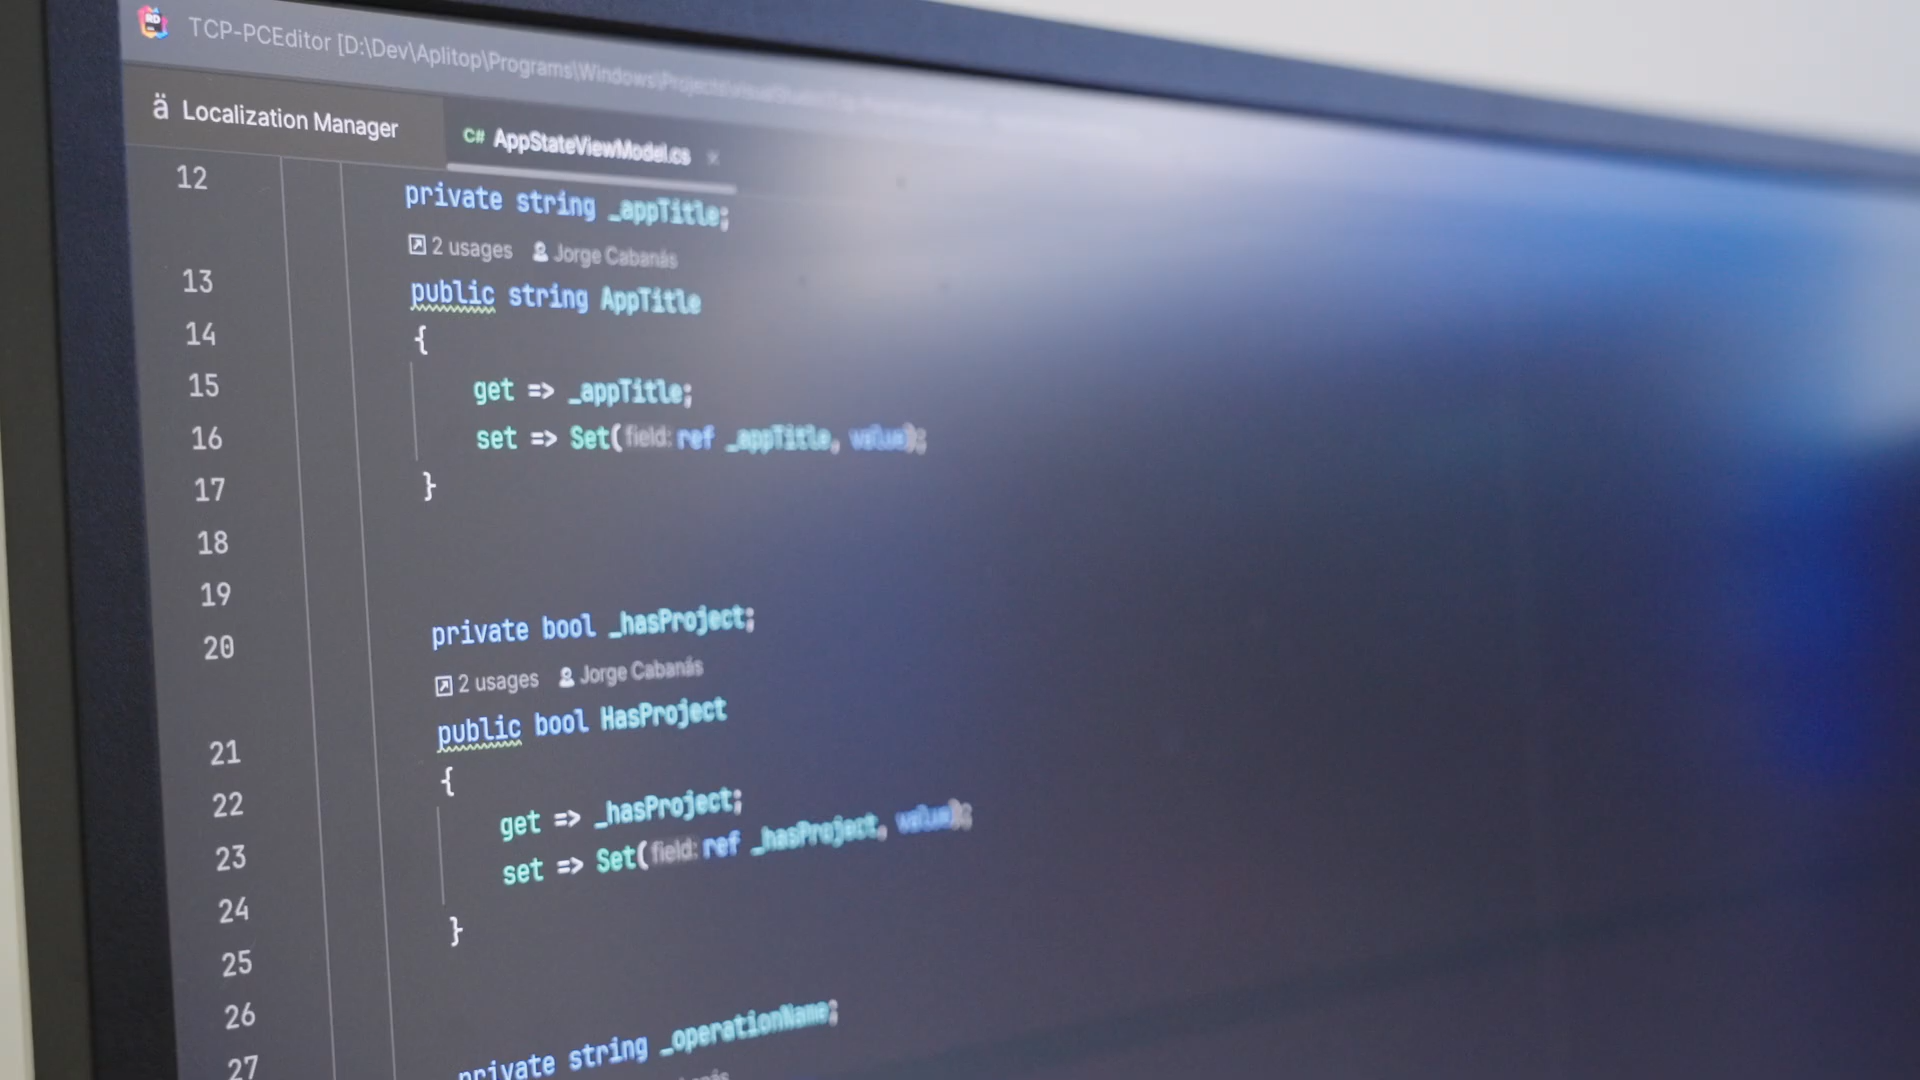 RD
TCP-PCEditor [D:\Dev\Aplitop\Programs\Windows\Projects\VisualStudio\
ä Localization Manager
C# AppStateViewModel.cs ×
12 private string _appTitle;
2 usages Jorge Cabanás
13 public string AppTitle
14 {
15 get => _appTitle;
16 set => Set(field: ref _appTitle, value);
17 }
18
19
20 private bool _hasProject;
2 usages Jorge Cabanás
21 public bool HasProject
22 {
23 get => _hasProject;
24 set => Set(field: ref _hasProject, value);
25 }
26
27 private string _operationName;